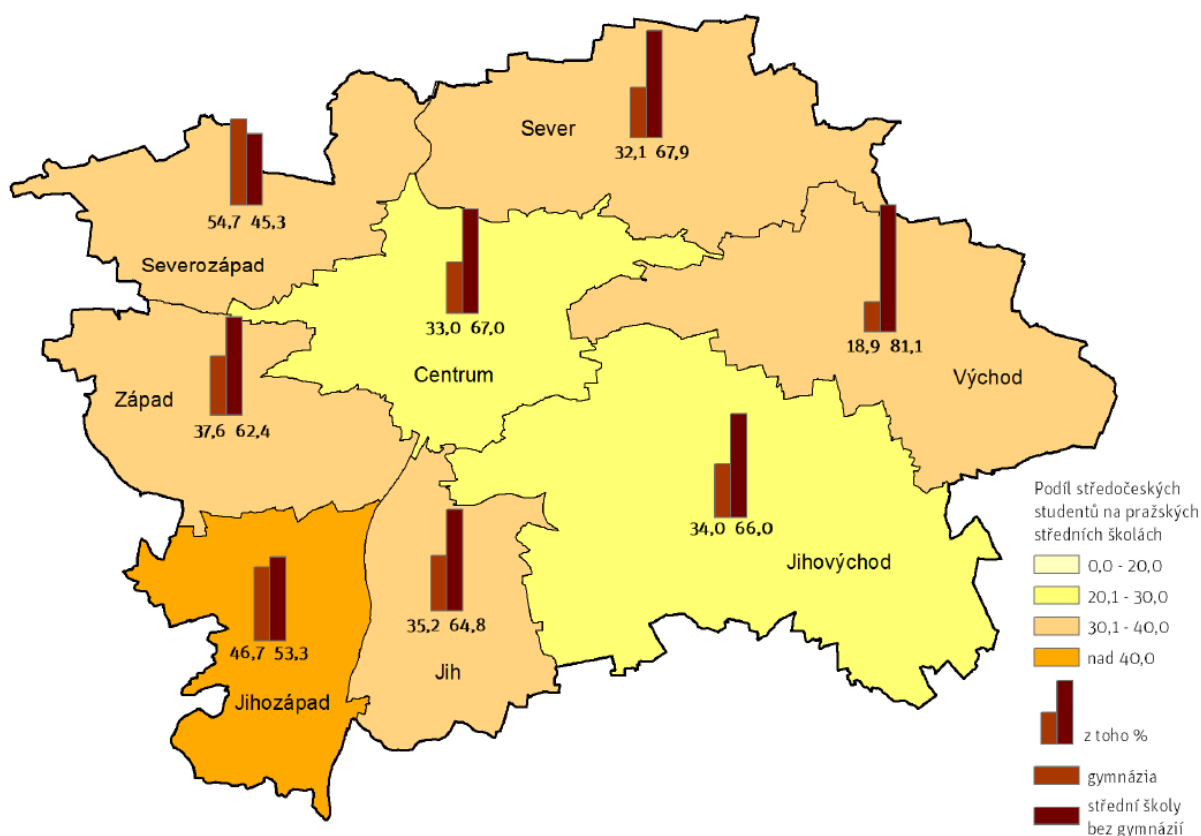 Sever
32,1 67,9
54,7 45,3
Severozápad
33,0 67,0
Centrum
18,9 81,1
Východ
Západ
37,6 62,4
34,0 66,0
Jihovýchod
35,2 64,8
Jih
46,7 53,3
Jihozápad
Podíl středočeských
studentů na pražských
středních školách
0,0 - 20,0
20,1 - 30,0
30,1 - 40,0
nad 40,0
z toho %
gymnázia
střední školy
bez gymnázií